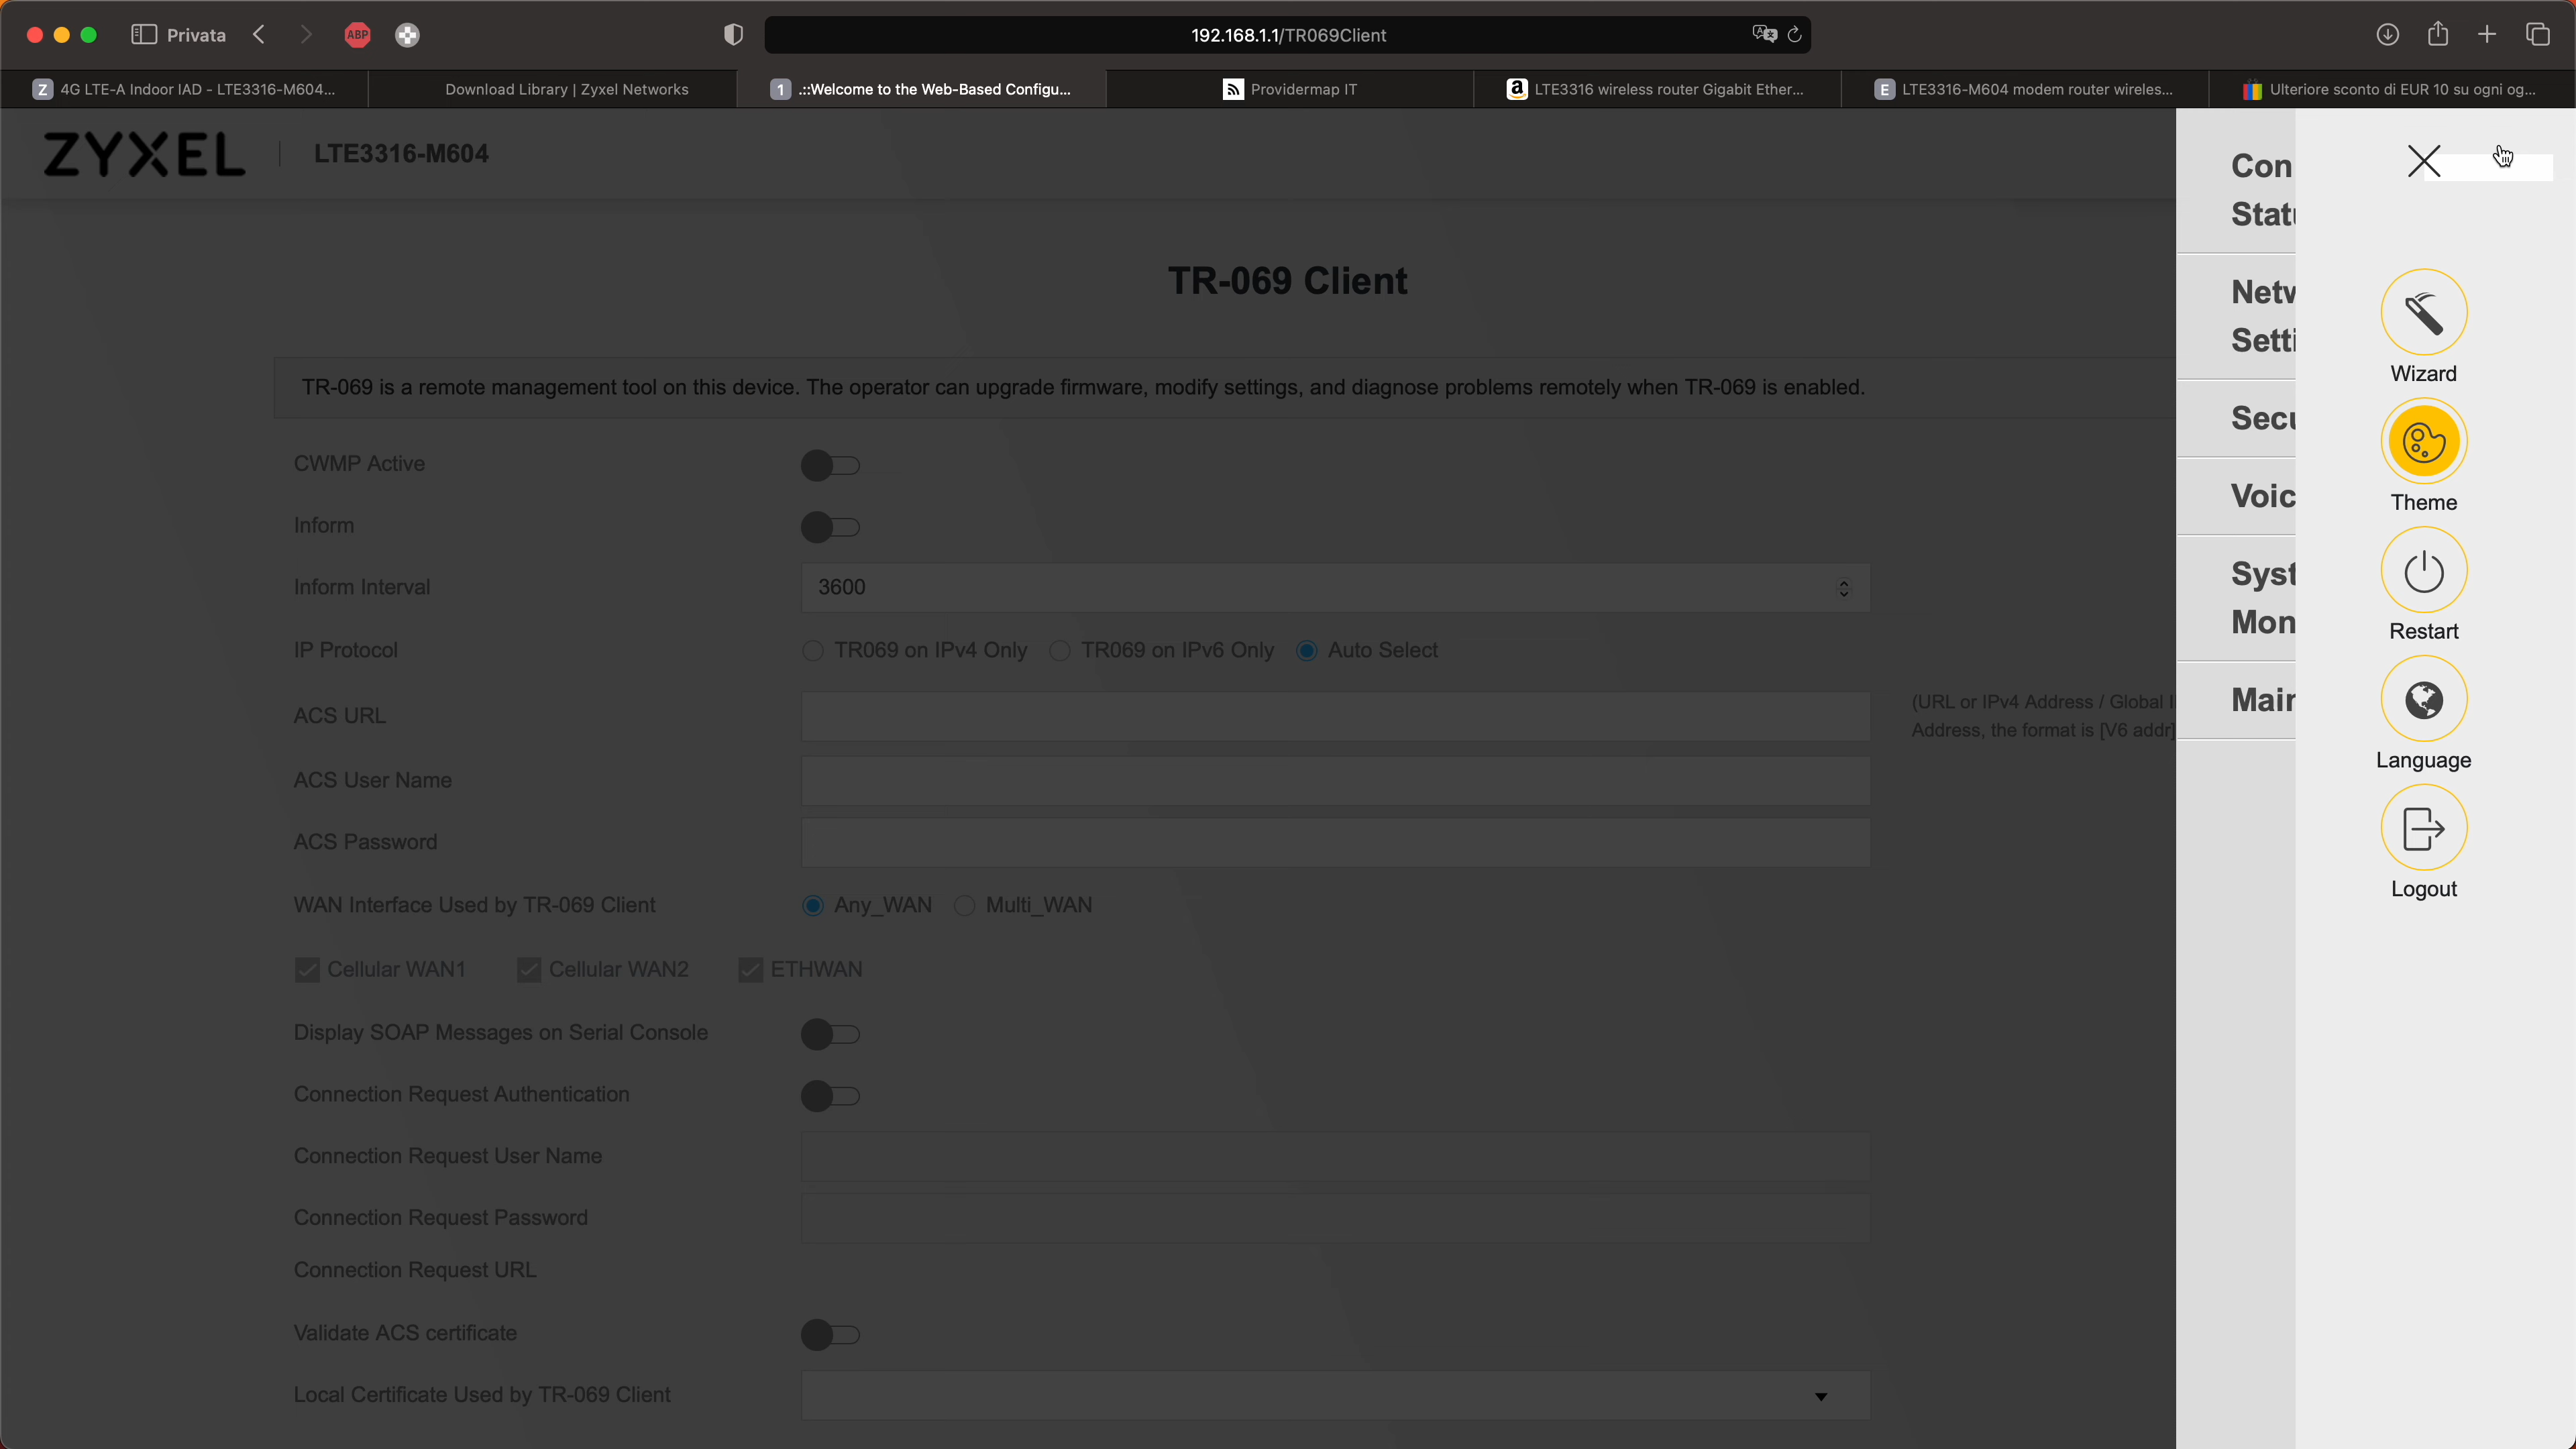 Privata
ABP
192.168.1.1/TR069Client
Z 4G LTE-A Indoor IAD - LTE3316-M604...
Download Library | Zyxel Networks
1 .::Welcome to the Web-Based Configu...
Providermap IT
a LTE3316 wireless router Gigabit Ether...
E LTE3316-M604 modem router wireles...
Ulteriore sconto di EUR 10 su ogni og...
ZYXEL | LTE3316-M604
TR-069 Client
TR-069 is a remote management tool on this device. The operator can upgrade firmware, modify settings, and diagnose problems remotely when TR-069 is enabled.
CWMP Active
Inform
Inform Interval 3600
IP Protocol TR069 on IPv4 Only TR069 on IPv6 Only Auto Select
ACS URL
(URL or IPv4 Address / Global I
Address, the format is [V6 addr]
ACS User Name
ACS Password
WAN Interface Used by TR-069 Client Any_WAN Multi_WAN
Cellular WAN1 Cellular WAN2 ETHWAN
Display SOAP Messages on Serial Console
Connection Request Authentication
Connection Request User Name
Connection Request Password
Connection Request URL
Validate ACS certificate
Local Certificate Used by TR-069 Client
Con
Statu
Netw
Setti
Secu
Voic
Syst
Mon
Main
Wizard
Theme
Restart
Language
Logout